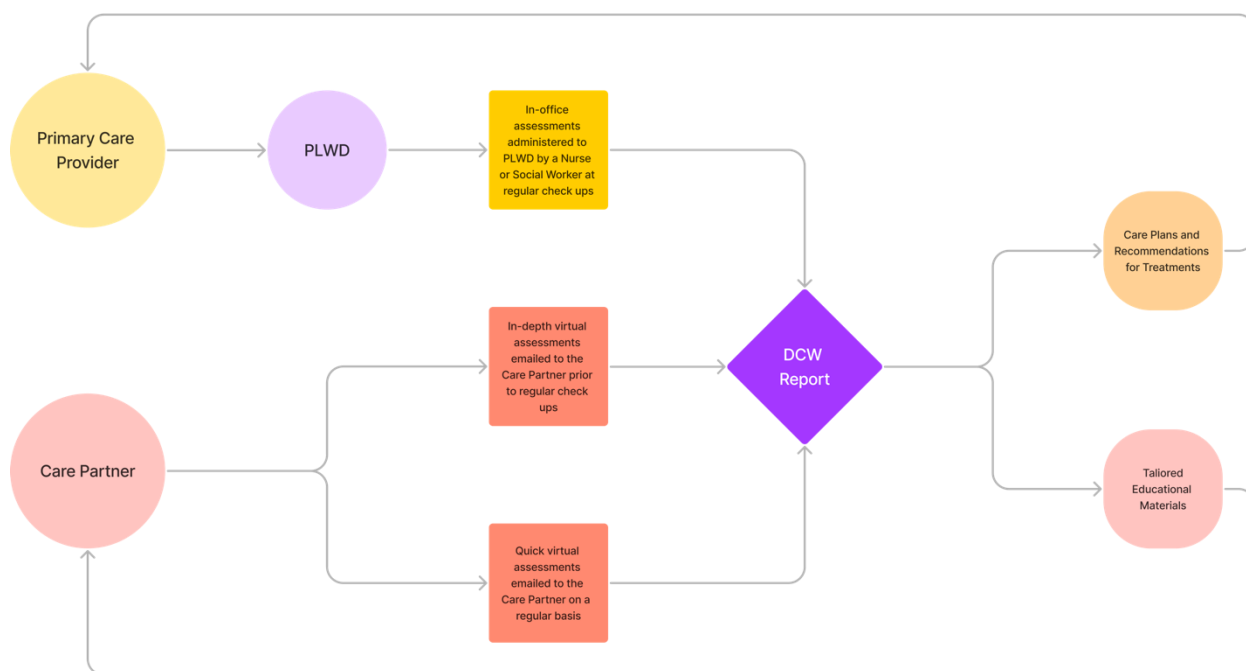 Primary Care
Provider
PLWD
In-office
assessments
administered to
PLWD by a Nurse
or Social Worker at
regular check ups
Care Plans and
Recommendations
for Treatments
In-depth virtual
assessments
emailed to the
Care Partner prior
to regular check
ups
DCW
Report
Care Partner
Taliored
Educational
Materials
Quick virtual
assessments
emailed to the
Care Partner on a
regular basis